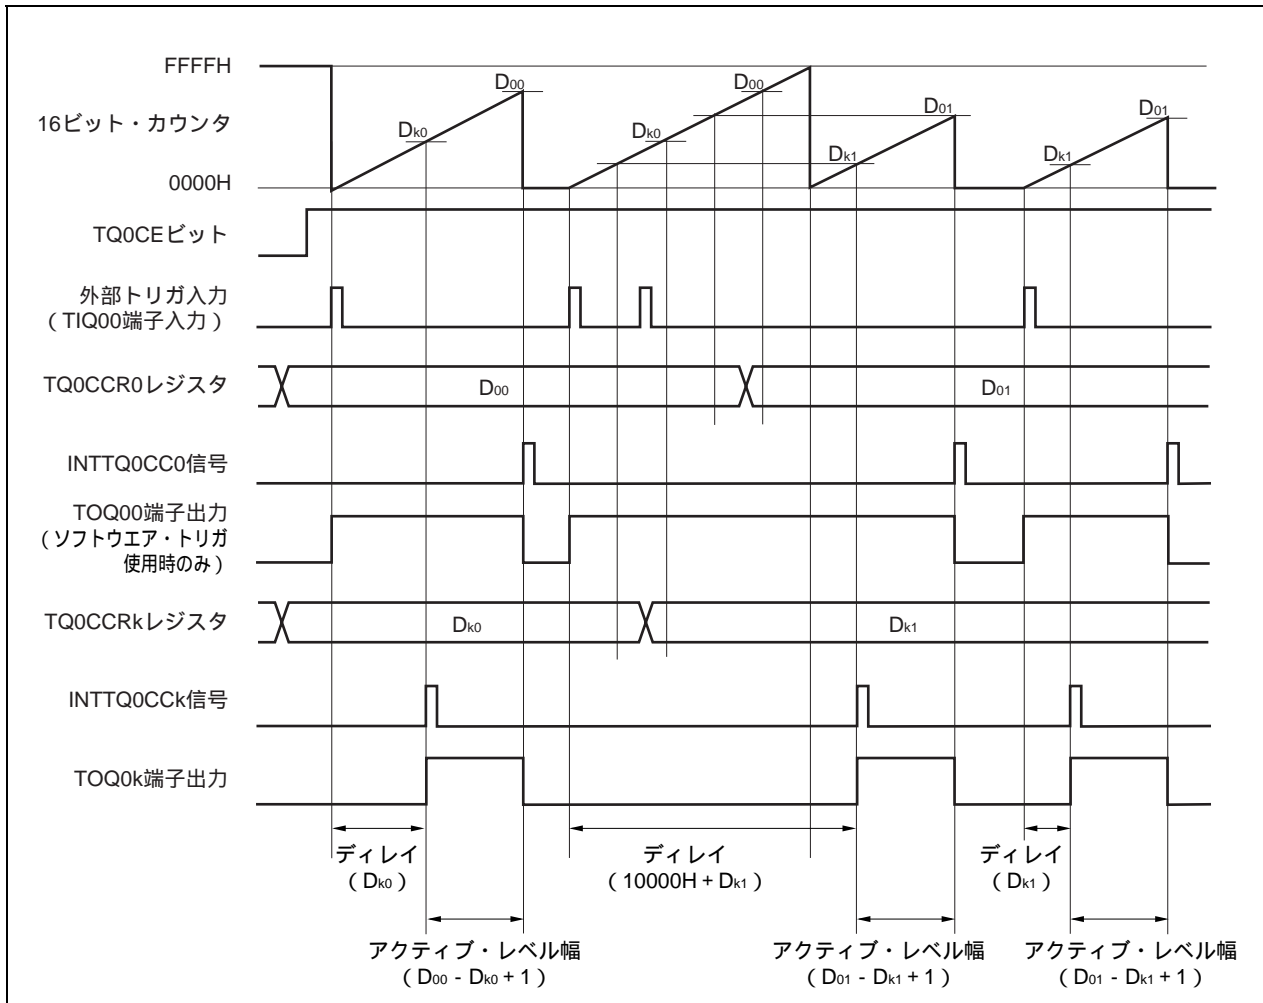 FFFFH
D00
D00
16ビット・カウンタ
D01
D01
Dk0
Dk0
Dk1
Dk1
0000H
TQ0CEビット
外部トリガ入力
(TIQ00端子入力)
TQ0CCR0レジスタ
D00
D01
INTTQ0CC0信号
TOQ00端子出力
(ソフトウエア・トリガ
使用時のみ)
TQ0CCRkレジスタ
Dk0
Dk1
INTTQ0CCk信号
TOQ0k端子出力
ディレイ
(Dk0)
ディレイ
(10000H + Dk1)
ディレイ
(Dk1)
アクティブ・レベル幅
(D00 - Dk0 + 1)
アクティブ・レベル幅
(D01 - Dk1 + 1)
アクティブ・レベル幅
(D01 - Dk1 + 1)